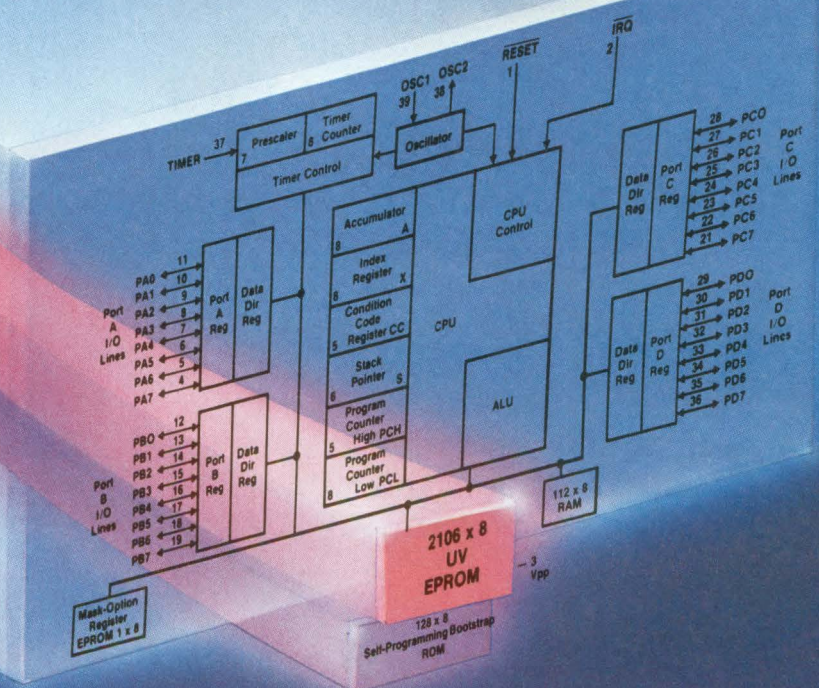 IRQ
2
RESET
1
OSC1 OSC2
39 38
TIMER 37
Prescaler
7
Timer
Counter
8
Timer Control
Oscillator
CPU
Control
Accumulator
8 A
Index
Register
8 X
Condition
Code
Register CC
5
Stack
Pointer
6 S
Program
Counter
High PCH
5
Program
Counter
Low PCL
8
CPU
ALU
Port
A
I/O
Lines
PA0 11
PA1 10
PA2 9
PA3 8
PA4 7
PA5 6
PA6 5
PA7 4
Port
A
Reg
Data
Dir
Reg
Port
B
I/O
Lines
PB0 12
PB1 13
PB2 14
PB3 15
PB4 16
PB5 17
PB6 18
PB7 19
Port
B
Reg
Data
Dir
Reg
Data
Dir
Reg
Port
C
Reg
28 PC0
27 PC1
26 PC2
25 PC3
24 PC4
23 PC5
22 PC6
21 PC7
Port
C
I/O
Lines
Data
Dir
Reg
Port
D
Reg
29 PD0
30 PD1
31 PD2
32 PD3
33 PD4
34 PD5
35 PD6
36 PD7
Port
D
I/O
Lines
112 x 8
RAM
2106 x 8
UV
EPROM
3
Vpp
128 x 8
Self-Programming Bootstrap
ROM
Mask-Option
Register
EPROM 1 x 8